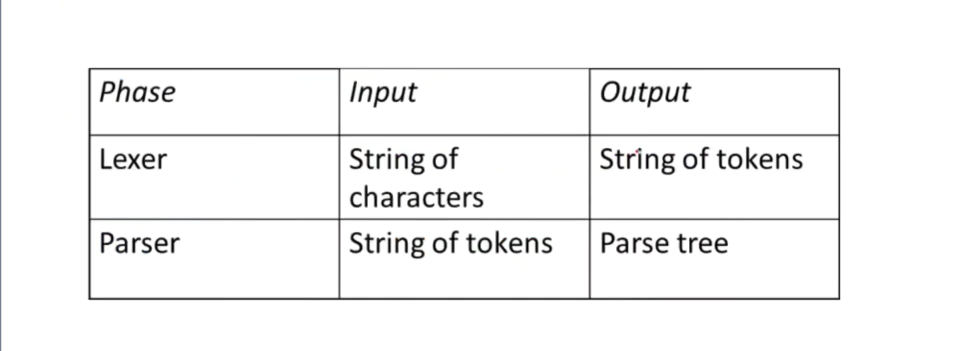 Phase Input Output
Lexer String of characters String of tokens
Parser String of tokens Parse tree